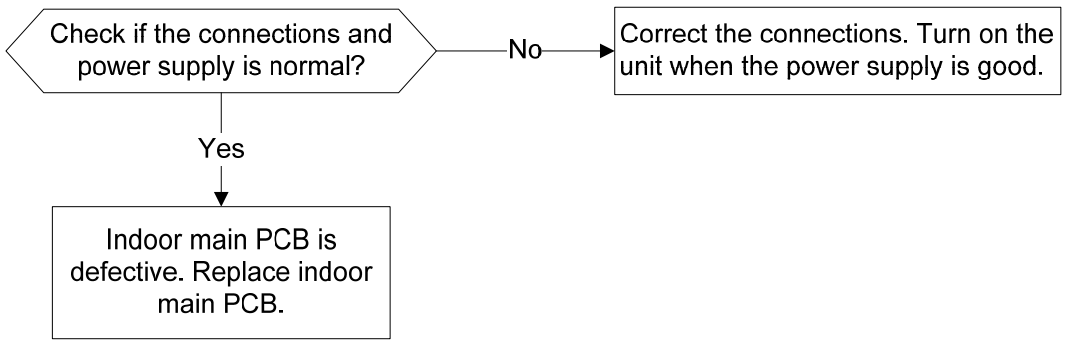 Check if the connections and
power supply is normal?
No
Correct the connections. Turn on the
unit when the power supply is good.
Yes
Indoor main PCB is
defective. Replace indoor
main PCB.